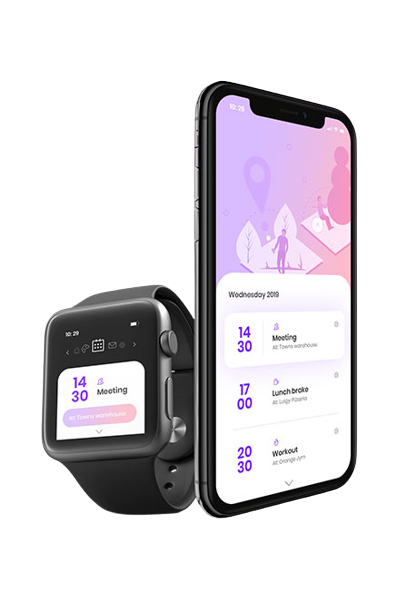 10: 29
14
30
Meeting
At Towns warehouse
10: 29
Wednesday 2019
14
30
Meeting
At: Towns warehouse
17
00
Lunch brake
At: Luigy Pizzeria
20
30
Workout
At: Orange Gym